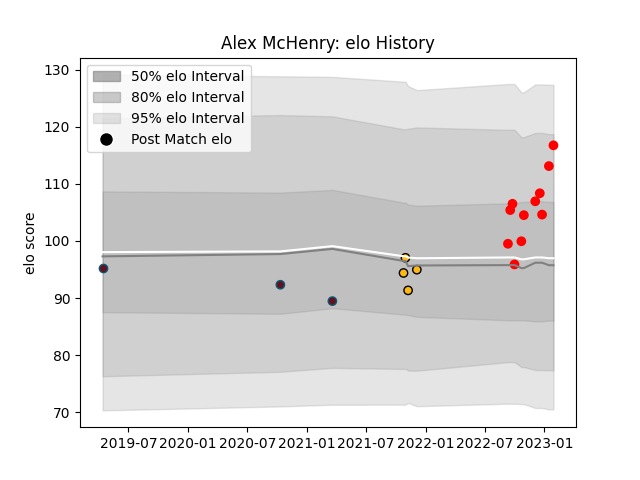 Alex McHenry: elo History
50% elo Interval
80% elo Interval
95% elo Interval
Post Match elo
elo score
130
120
110
100
90
80
70
2019-07 2020-01 2020-07 2021-01 2021-07 2022-01 2022-07 2023-01